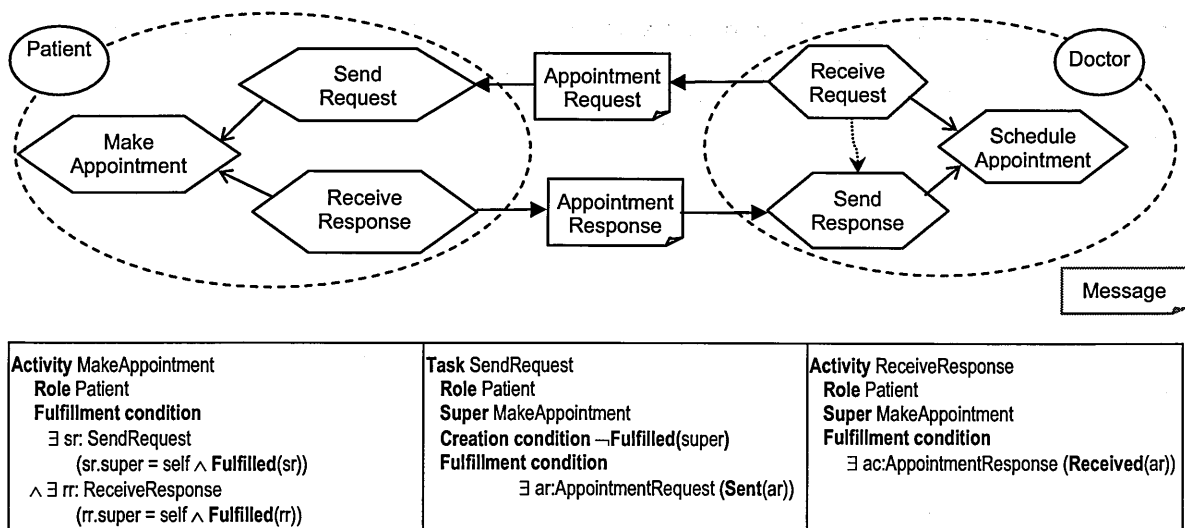 Patient
Send
Request
Appointment
Request
Receive
Request
Doctor
Make
Appointment
Schedule
Appointment
Receive
Response
Appointment
Response
Send
Response
Message
Activity MakeAppointment
Role Patient
Fulfillment condition
∃ sr: SendRequest
(sr.super = self ∧ Fulfilled(sr))
∧ ∃ rr: ReceiveResponse
(rr.super = self ∧ Fulfilled(rr))
Task SendRequest
Role Patient
Super MakeAppointment
Creation condition ¬Fulfilled(super)
Fulfillment condition
∃ ar:AppointmentRequest (Sent(ar))
Activity ReceiveResponse
Role Patient
Super MakeAppointment
Fulfillment condition
∃ ac:AppointmentResponse (Received(ar))